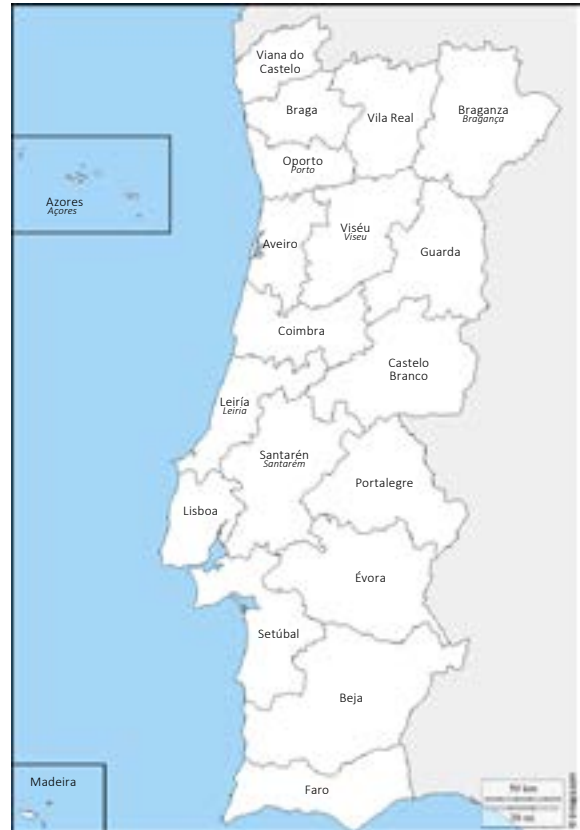 Viana do
Castelo
Braga
Vila Real
Braganza
Bragança
Oporto
Porto
Azores
Açores
Viséu
Viseu
Aveiro
Guarda
Coimbra
Castelo
Branco
Leiría
Leiria
Santarén
Santarém
Portalegre
Lisboa
Évora
Setúbal
Beja
Madeira
Faro
50 km